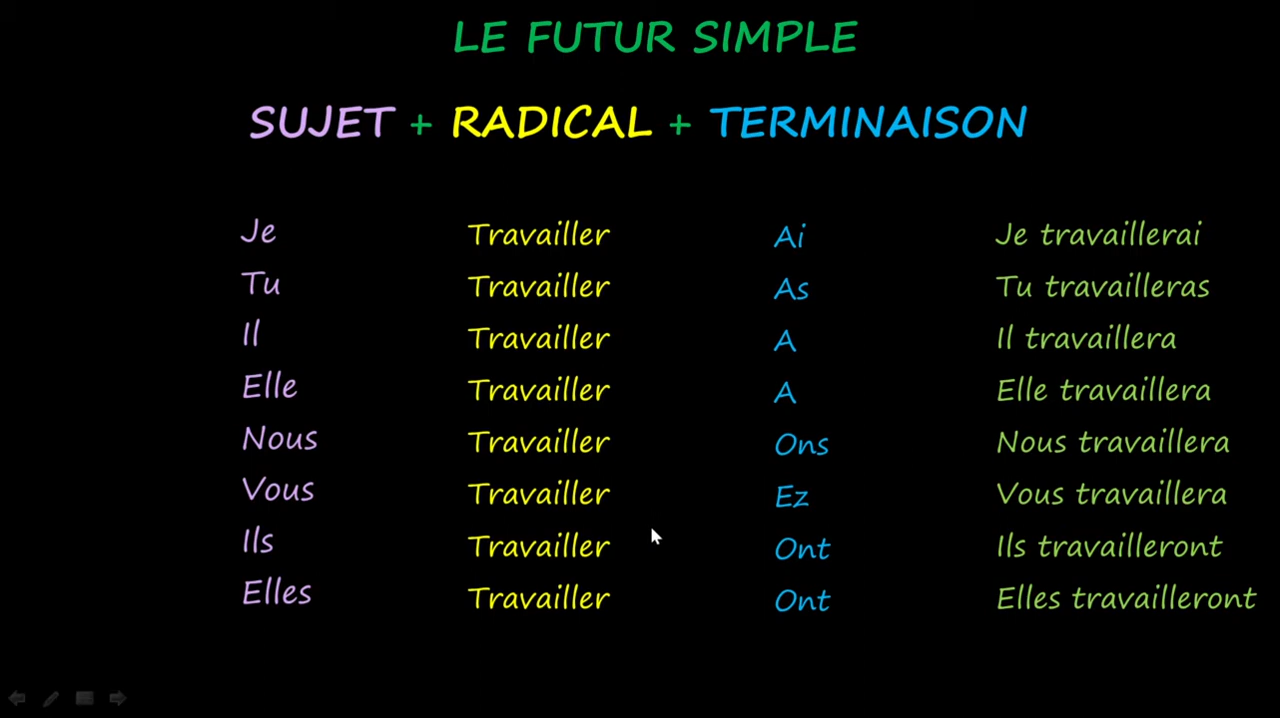 LE FUTUR SIMPLE
SUJET + RADICAL + TERMINAISON
Je Travailler Ai Je travaillerai
Tu Travailler As Tu travailleras
Il Travailler A Il travaillera
Elle Travailler A Elle travaillera
Nous Travailler Ons Nous travaillera
Vous Travailler Ez Vous travaillera
Ils Travailler Ont Ils travailleront
Elles Travailler Ont Elles travailleront